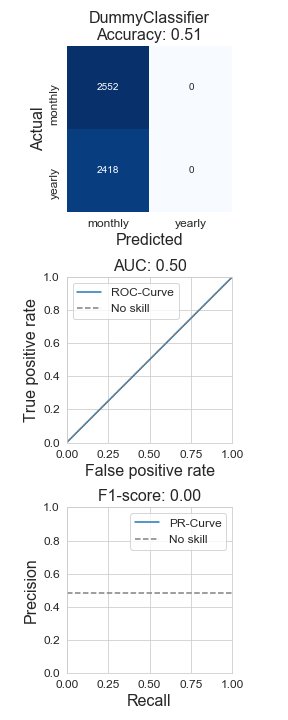 DummyClassifier
Accuracy: 0.51
Actual
monthly
yearly
2552
0
2418
0
monthly
yearly
Predicted
AUC: 0.50
True positive rate
1.0
0.8
0.6
0.4
0.2
0.0
ROC-Curve
No skill
0.00
0.25
0.50
0.75
1.00
False positive rate
F1-score: 0.00
Precision
1.0
0.8
0.6
0.4
0.2
0.0
PR-Curve
No skill
0.00
0.25
0.50
0.75
1.00
Recall